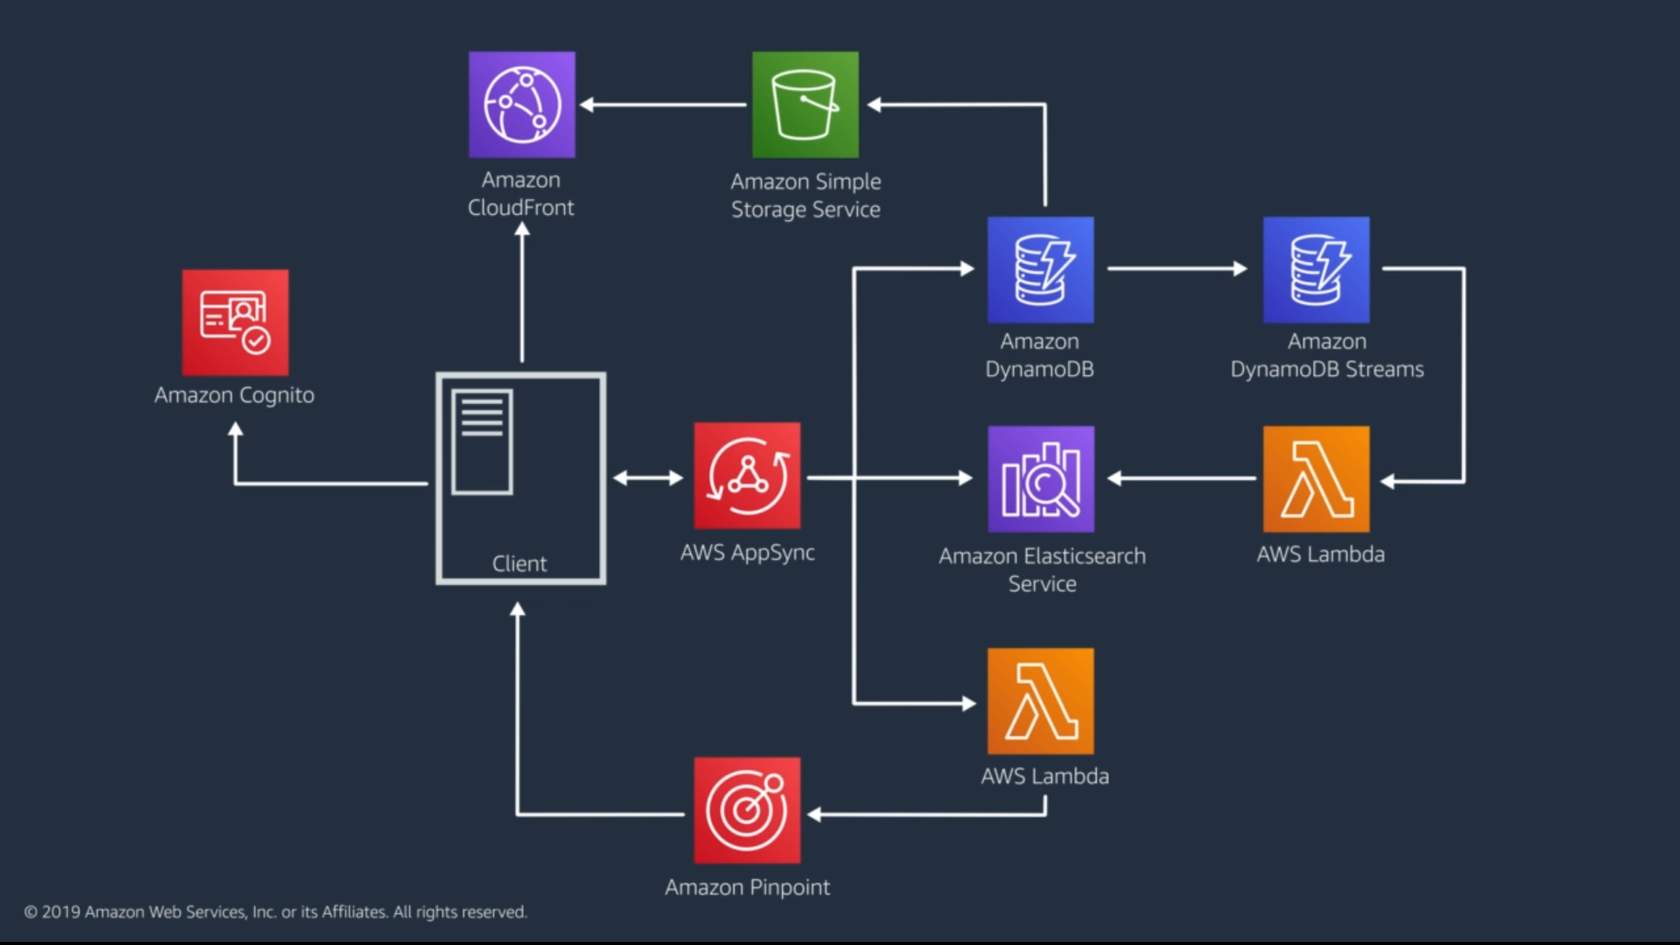 Amazon
CloudFront
Amazon Simple
Storage Service
Amazon Cognito
Amazon
DynamoDB
Amazon
DynamoDB Streams
Client
AWS AppSync
Amazon Elasticsearch
Service
AWS Lambda
AWS Lambda
Amazon Pinpoint
© 2019 Amazon Web Services, Inc. or its Affiliates. All rights reserved.